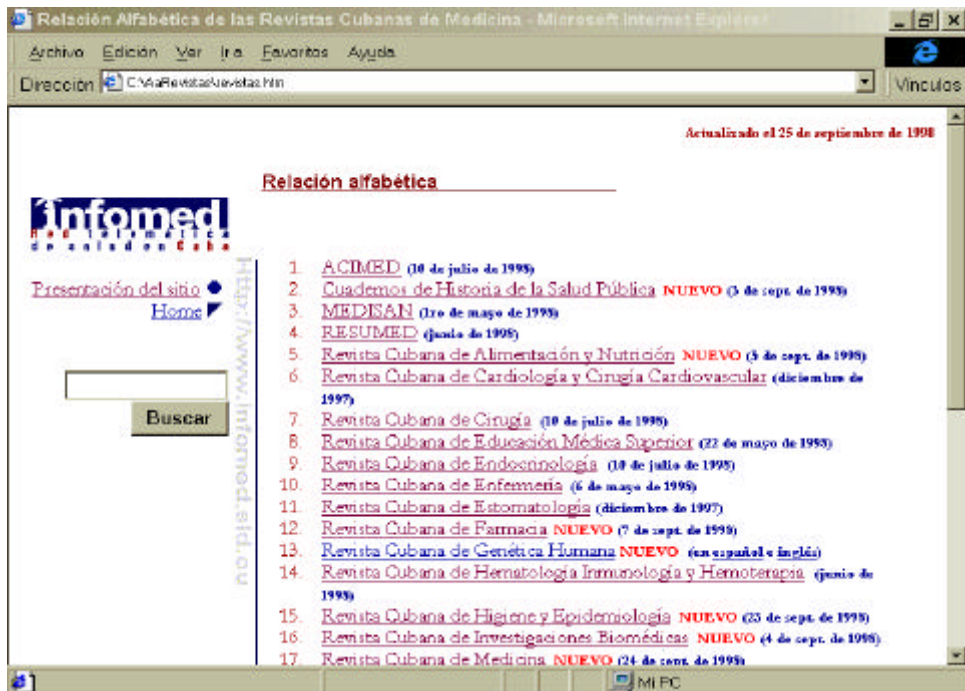 Relación Alfabética de las Revistas Cubanas de Medicina - Microsoft Internet Explorer
Archivo Edición Ver Ir a Favoritos Ayuda
Dirección C:\AaRevistas\revistas.htm Vínculos
Actualizado el 25 de septiembre de 1998
Relación alfabética
infomed
Red telemática
de salud en Cuba
Presentación del sitio
Home
Buscar
Http://www.infomed.sld.cu
1. ACIMED (10 de julio de 1998)
2. Cuadernos de Historia de la Salud Pública NUEVO (3 de sept. de 1998)
3. MEDISAN (1ro de mayo de 1998)
4. RESUMED (junio de 1998)
5. Revista Cubana de Alimentación y Nutrición NUEVO (5 de sept. de 1998)
6. Revista Cubana de Cardiología y Cirugía Cardiovascular (diciembre de
1997)
7. Revista Cubana de Cirugía (10 de julio de 1998)
8. Revista Cubana de Educación Médica Superior (22 de mayo de 1998)
9. Revista Cubana de Endocrinología (10 de julio de 1998)
10. Revista Cubana de Enfermería (6 de mayo de 1998)
11. Revista Cubana de Estomatología (diciembre de 1997)
12. Revista Cubana de Farmacia NUEVO (7 de sept. de 1998)
13. Revista Cubana de Genética Humana NUEVO (en español e inglés)
14. Revista Cubana de Hematología Inmunología y Hemoterapia (junio de
1998)
15. Revista Cubana de Higiene y Epidemiología NUEVO (23 de sept. de 1998)
16. Revista Cubana de Investigaciones Biomédicas NUEVO (4 de sept. de 1998)
17. Revista Cubana de Medicina NUEVO (24 de sept. de 1998)
Mi PC